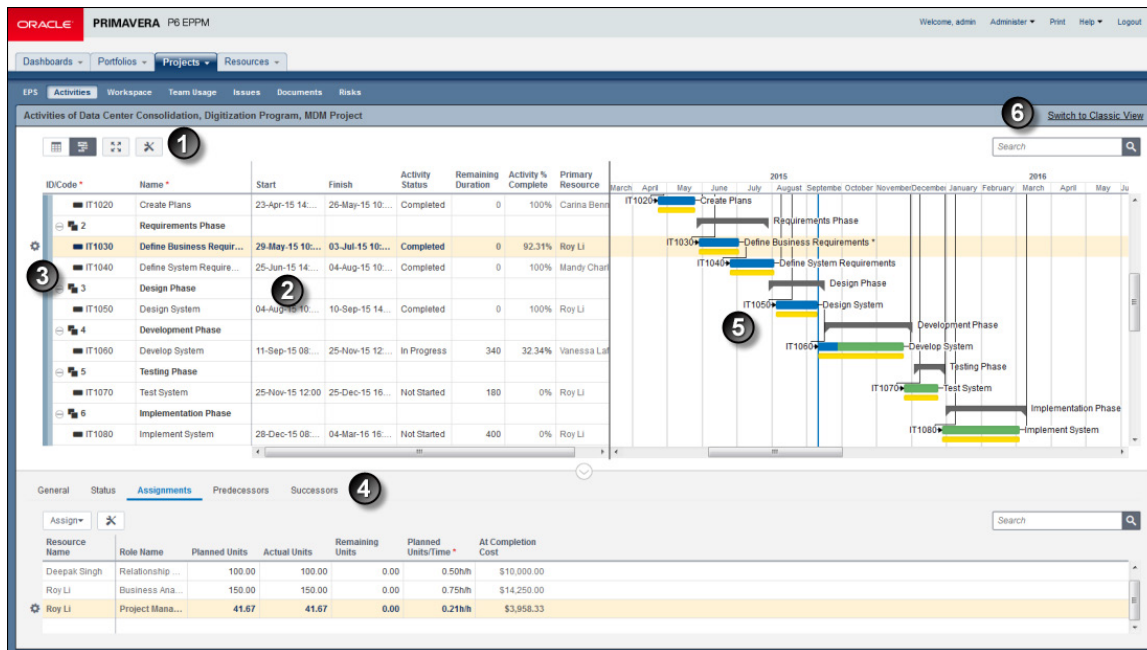 ORACLE PRIMAVERA P6 EPPM Welcome, admin Administer Print Help Logout
Dashboards Portfolios Projects Resources
EPS Activities Workspace Team Usage Issues Documents Risks
Activities of Data Center Consolidation, Digitization Program, MDM Project 6 Switch to Classic View
1 Search
ID/Code * Name * Start Finish Activity Status Remaining Duration Activity % Complete Primary Resource
2015 2016
March April May June July August Septembe October November December January February March April May Ju
IT1020 Create Plans 23-Apr-15 14:... 26-May-15 10:... Completed 0 100% Carina Benn IT1020 Create Plans
2 Requirements Phase Requirements Phase
IT1030 Define Business Requir... 29-May-15 10:... 03-Jul-15 10:... Completed 0 92.31% Roy Li IT1030 Define Business Requirements *
3 IT1040 Define System Require... 25-Jun-15 14:... 04-Aug-15 10:... Completed 0 100% Mandy Charl IT1040 Define System Requirements
3 Design Phase 2 Design Phase
IT1050 Design System 04-Aug-15 10:... 10-Sep-15 14... Completed 0 100% Roy Li IT1050 Design System
4 Development Phase 5 Development Phase
IT1060 Develop System 11-Sep-15 08:... 25-Nov-15 12:... In Progress 340 32.34% Vanessa Laf IT1060 Develop System
5 Testing Phase Testing Phase
IT1070 Test System 25-Nov-15 12:00 25-Dec-15 16... Not Started 180 0% Roy Li IT1070 Test System
6 Implementation Phase Implementation Phase
IT1080 Implement System 28-Dec-15 08:... 04-Mar-16 16:... Not Started 400 0% Roy Li IT1080 Implement System
General Status Assignments Predecessors Successors 4
Assign Search
Resource Name Role Name Planned Units Actual Units Remaining Units Planned Units/Time * At Completion Cost
Deepak Singh Relationship ... 100.00 100.00 0.00 0.50h/h $10,000.00
Roy Li Business Ana... 150.00 150.00 0.00 0.75h/h $14,250.00
Roy Li Project Mana... 41.67 41.67 0.00 0.21h/h $3,958.33